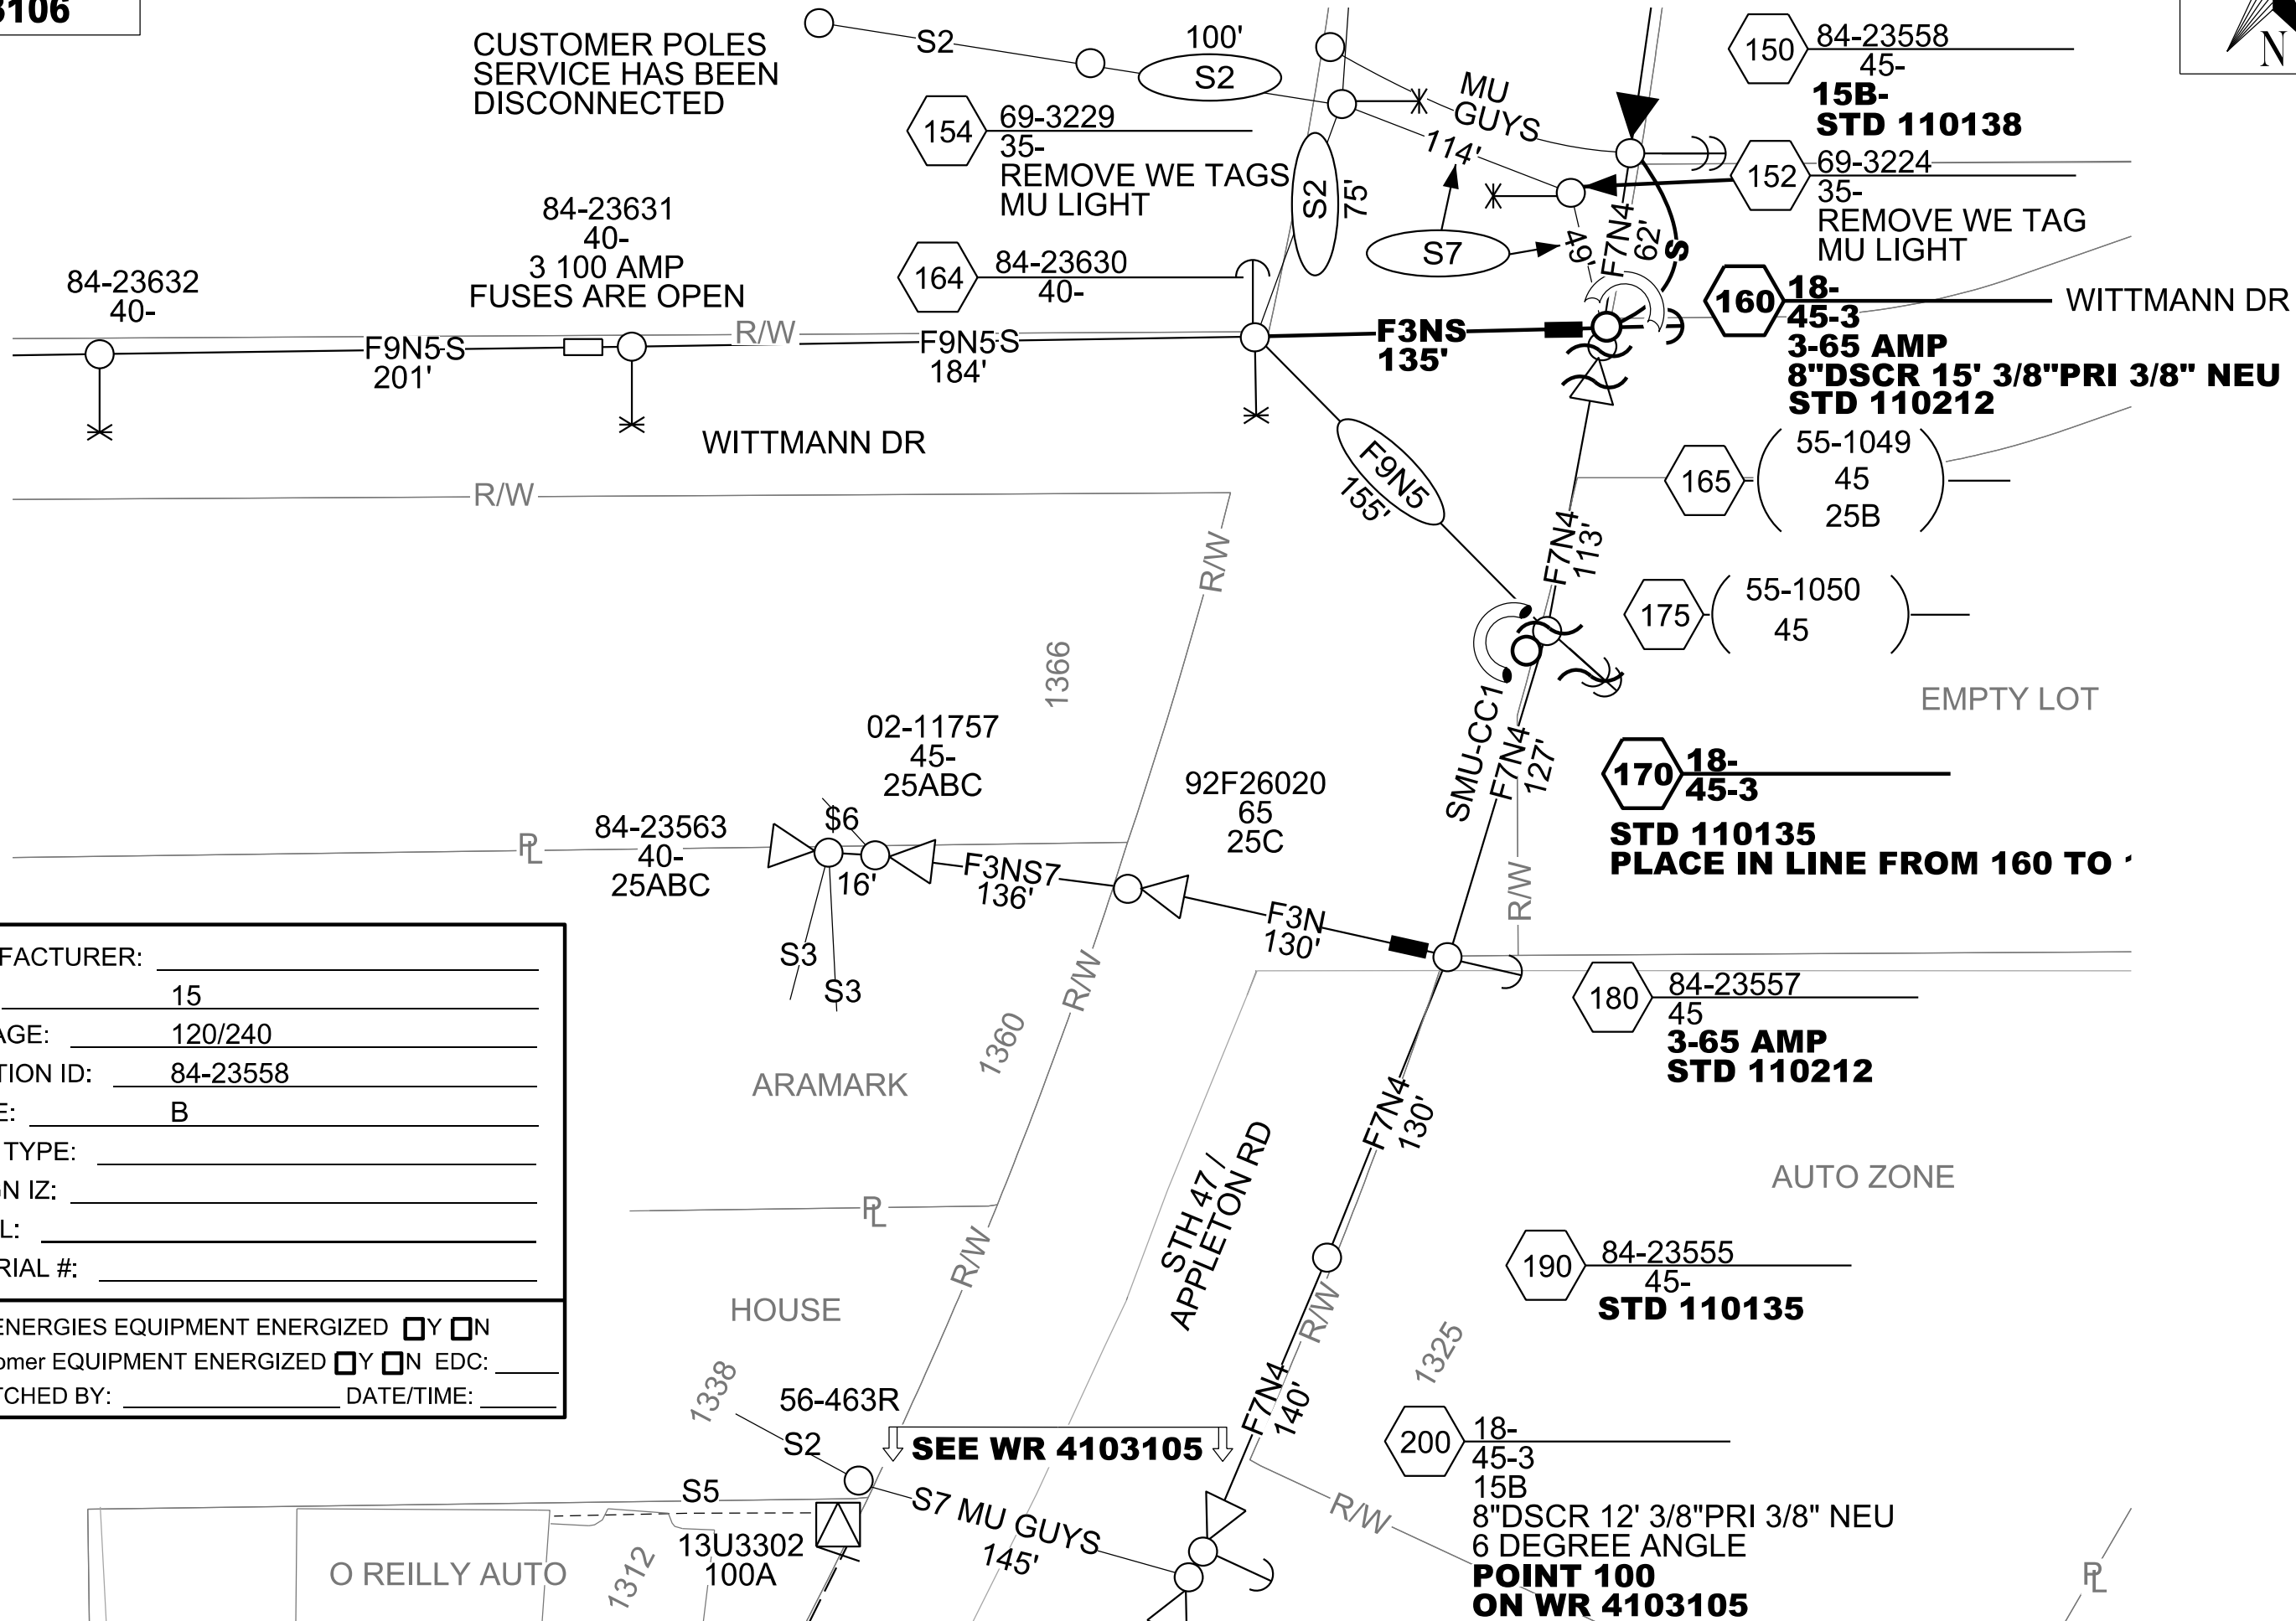 3106
CUSTOMER POLES
SERVICE HAS BEEN
DISCONNECTED
S2
100'
S2
MU
GUYS
114'
N
150
84-23558
45-
15B-
STD 110138
154
69-3229
35-
REMOVE WE TAGS
MU LIGHT
S2
75'
152
69-3224
35-
REMOVE WE TAG
MU LIGHT
S7
49'
F7N4
62'
S
84-23632
40-
84-23631
40-
3 100 AMP
FUSES ARE OPEN
164
84-23630
40-
160
18-
45-3
3-65 AMP
8"DSCR 15' 3/8"PRI 3/8" NEU
STD 110212
WITTMANN DR
F9N5-S
201'
R/W
F9N5-S
184'
F3NS
135'
WITTMANN DR
R/W
F9N5
155'
165
55-1049
45
25B
F7N4
113'
R/W
175
55-1050
45
EMPTY LOT
1366
SMU-CC1
F7N4
127'
170
18-
45-3
STD 110135
PLACE IN LINE FROM 160 TO
02-11757
45-
25ABC
92F26020
65
25C
84-23563
40-
25ABC
PL
$6
16'
F3NS7
136'
F3N
130'
R/W
S3
S3
R/W
180
84-23557
45
3-65 AMP
STD 110212
FACTURER:
15
AGE: 120/240
TION ID: 84-23558
E: B
TYPE:
GN IZ:
L:
RIAL #:
ENERGIES EQUIPMENT ENERGIZED Y N
omer EQUIPMENT ENERGIZED Y N EDC:
TCHED BY: DATE/TIME:
1360
ARAMARK
F7N4
130'
STH 47 /
APPLETON RD
AUTO ZONE
PL
R/W
HOUSE
R/W
190
84-23555
45-
STD 110135
1325
1338
56-463R
S2
SEE WR 4103105
F7N4
140'
200
18-
45-3
15B
8"DSCR 12' 3/8"PRI 3/8" NEU
6 DEGREE ANGLE
POINT 100
ON WR 4103105
S5
S7 MU GUYS
145'
R/W
13U3302
100A
O REILLY AUTO
1312
PL